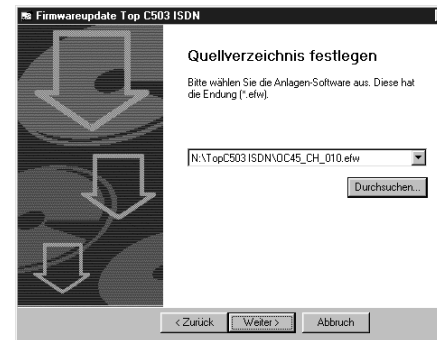 Firmwareupdate Top C503 ISDN
Quellverzeichnis festlegen
Bitte wählen Sie die Anlagen-Software aus. Diese hat
die Endung (*.efw).
N:\TopC503 ISDN\OC45_CH_010.efw
Durchsuchen...
< Zurück Weiter > Abbruch